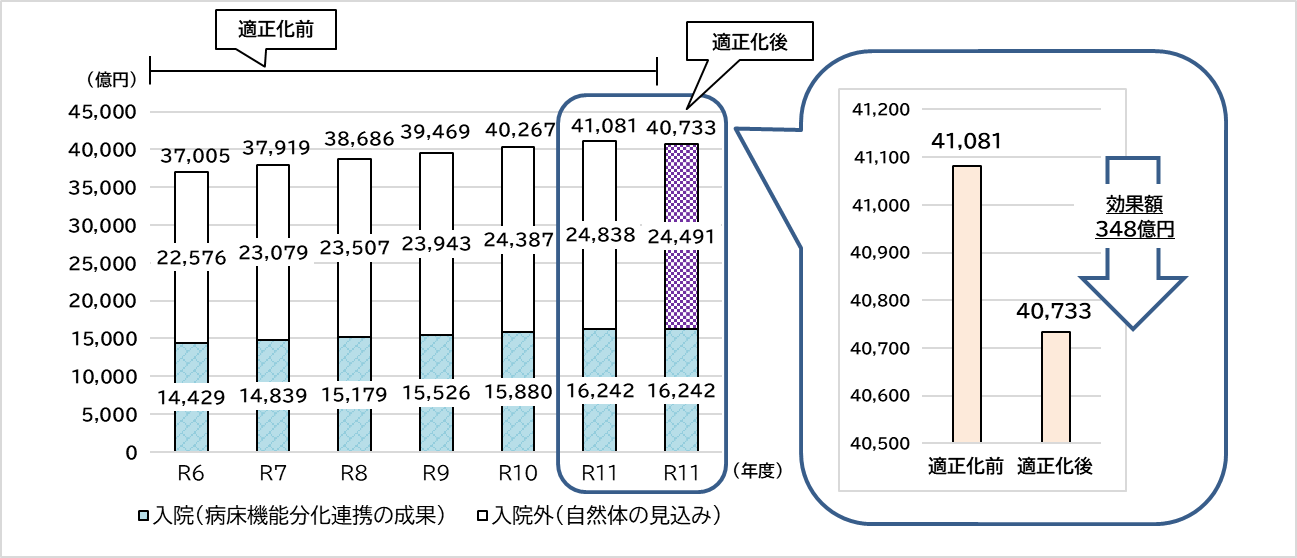 適正化前
適正化後
（億円）
45,000
40,000
35,000
30,000
25,000
20,000
15,000
10,000
5,000
0
37,005 37,919 38,686 39,469 40,267 41,081 40,733
22,576 23,079 23,507 23,943 24,387 24,838 24,491
14,429 14,839 15,179 15,526 15,880 16,242 16,242
R6 R7 R8 R9 R10 R11 R11 （年度）
入院（病床機能分化連携の成果） 入院外（自然体の見込み）
41,200
41,100
41,000
40,900
40,800
40,700
40,600
40,500
41,081
40,733
適正化前 適正化後
効果額
348億円